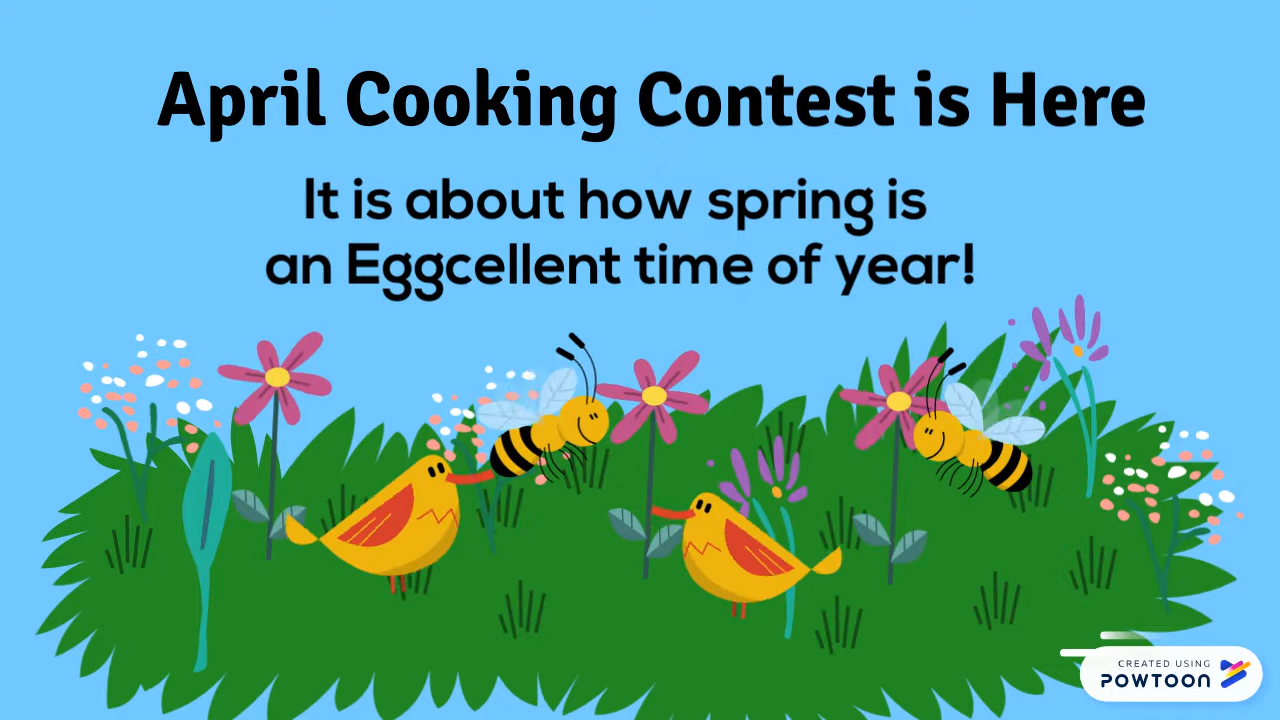 April Cooking Contest is Here
It is about how spring is
an Eggcellent time of year!
CREATED USING
POWTOON